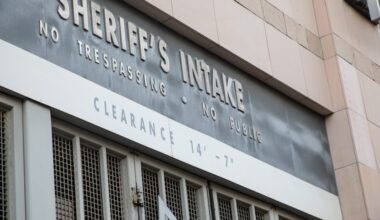 SHERIFF'S INTAKE
NO TRESPASSING - NO PUBLIC
CLEARANCE 14' - 7"